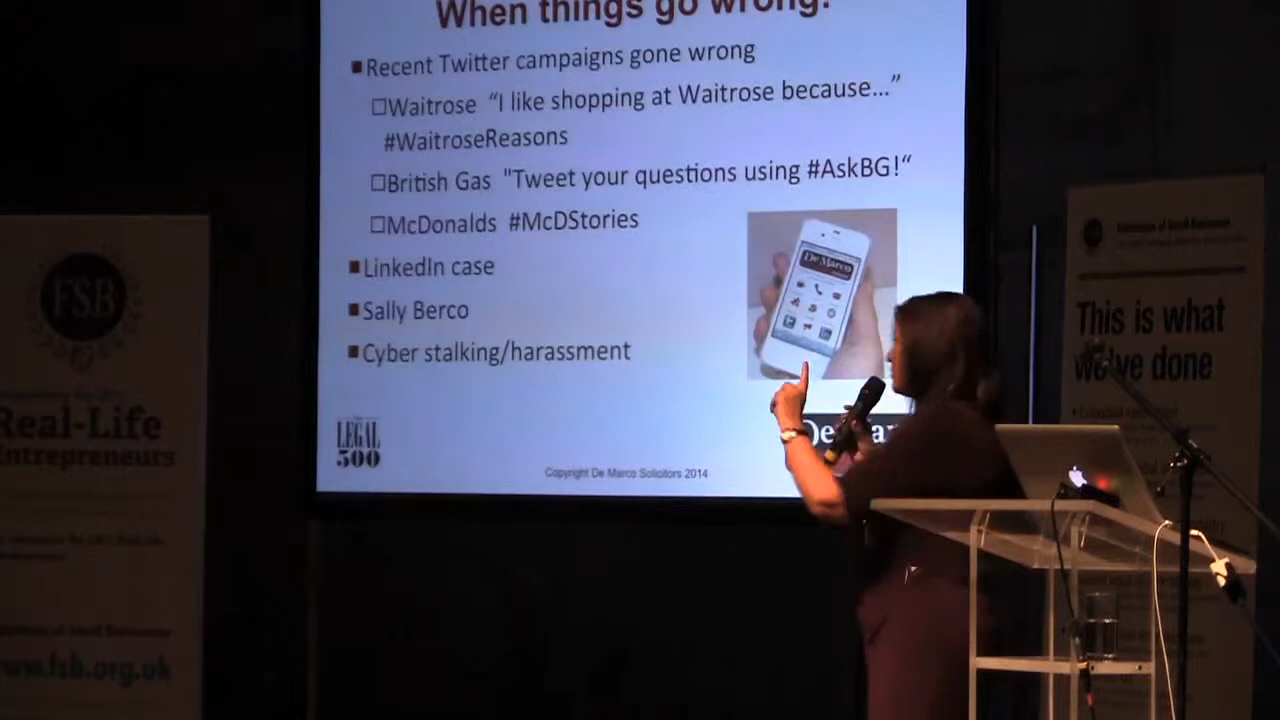 When things go wrong!
Recent Twitter campaigns gone wrong
Waitrose “I like shopping at Waitrose because...”
#WaitroseReasons
British Gas "Tweet your questions using #AskBG!“
McDonalds #McDStories
LinkedIn case
Sally Berco
Cyber stalking/harassment
De Marco
LEGAL
500
Copyright De Marco Solicitors 2014
FSB
Real-Life
Entrepreneurs
www.fsb.org.uk
This is what
we've done